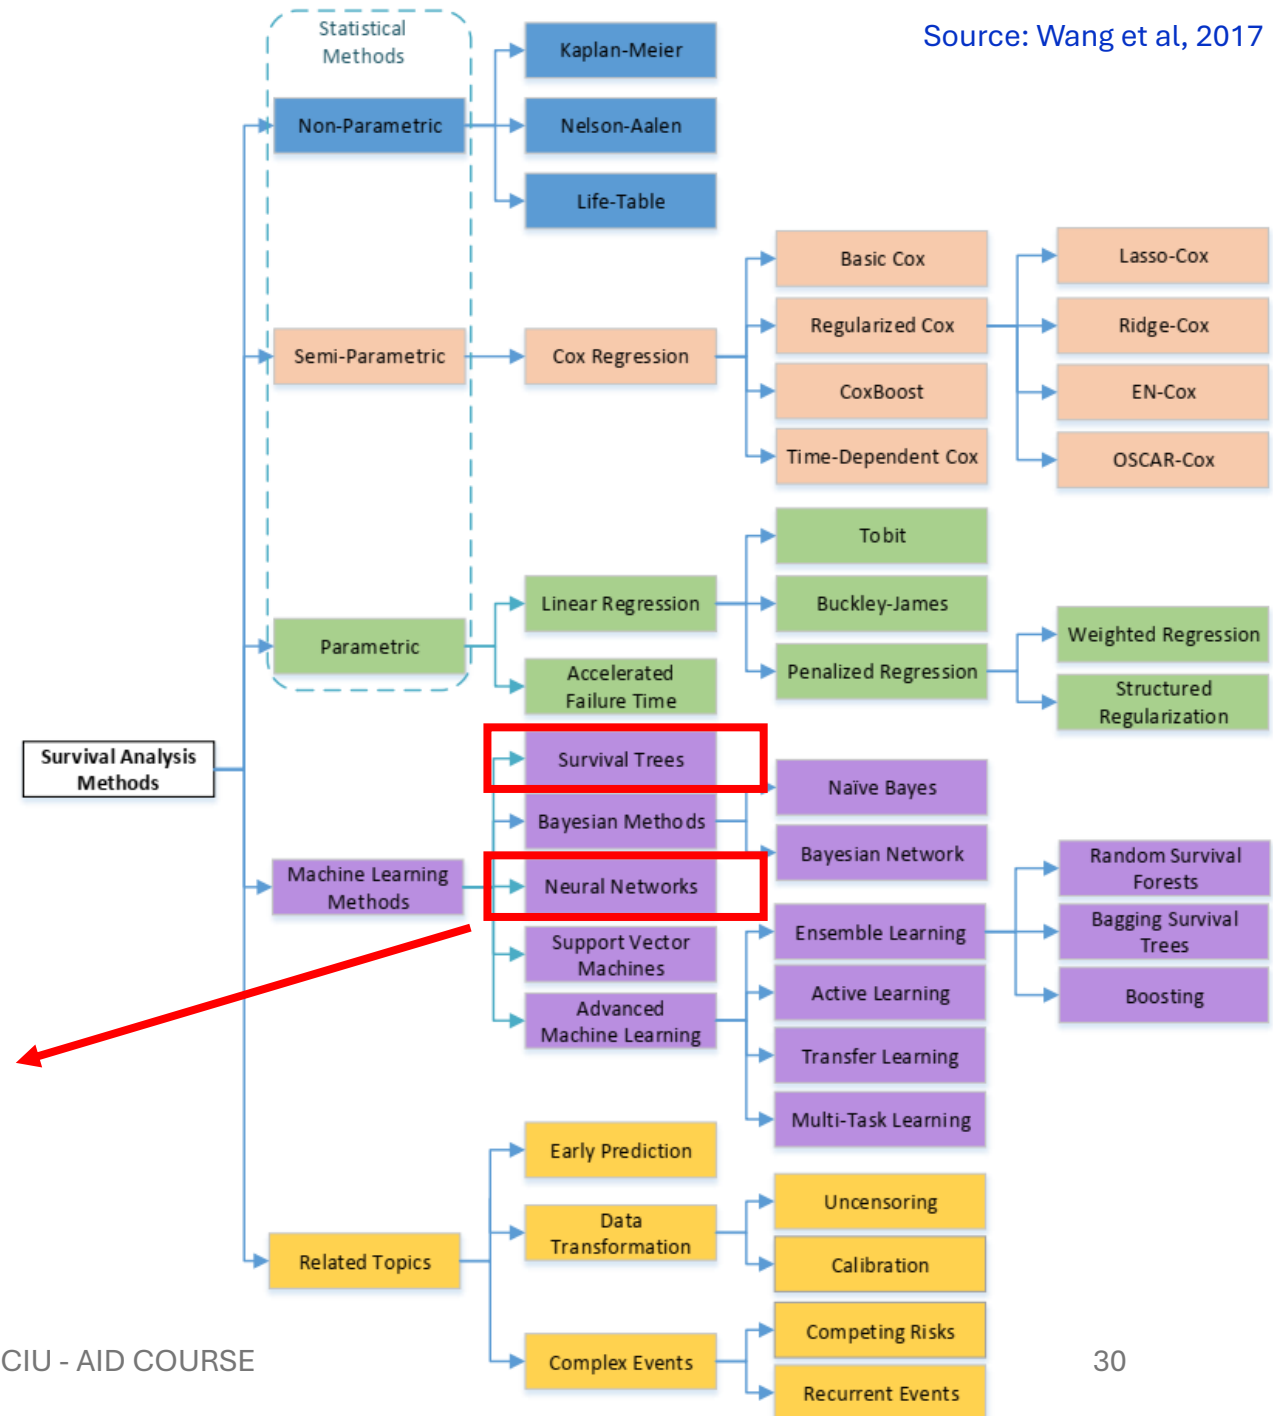 Source: Wang et al, 2017
Statistical
Methods
Kaplan-Meier
Non-Parametric
Nelson-Aalen
Life-Table
Basic Cox
Lasso-Cox
Regularized Cox
Ridge-Cox
Semi-Parametric
Cox Regression
CoxBoost
EN-Cox
Time-Dependent Cox
OSCAR-Cox
Tobit
Linear Regression
Buckley-James
Weighted Regression
Parametric
Penalized Regression
Accelerated
Failure Time
Structured
Regularization
Survival Analysis
Methods
Survival Trees
Naïve Bayes
Bayesian Methods
Bayesian Network
Random Survival
Forests
Machine Learning
Methods
Neural Networks
Ensemble Learning
Bagging Survival
Trees
Support Vector
Machines
Active Learning
Boosting
Advanced
Machine Learning
Transfer Learning
Multi-Task Learning
Early Prediction
Uncensoring
Data
Transformation
Related Topics
Calibration
Competing Risks
Complex Events
Recurrent Events
CIU - AID COURSE
30